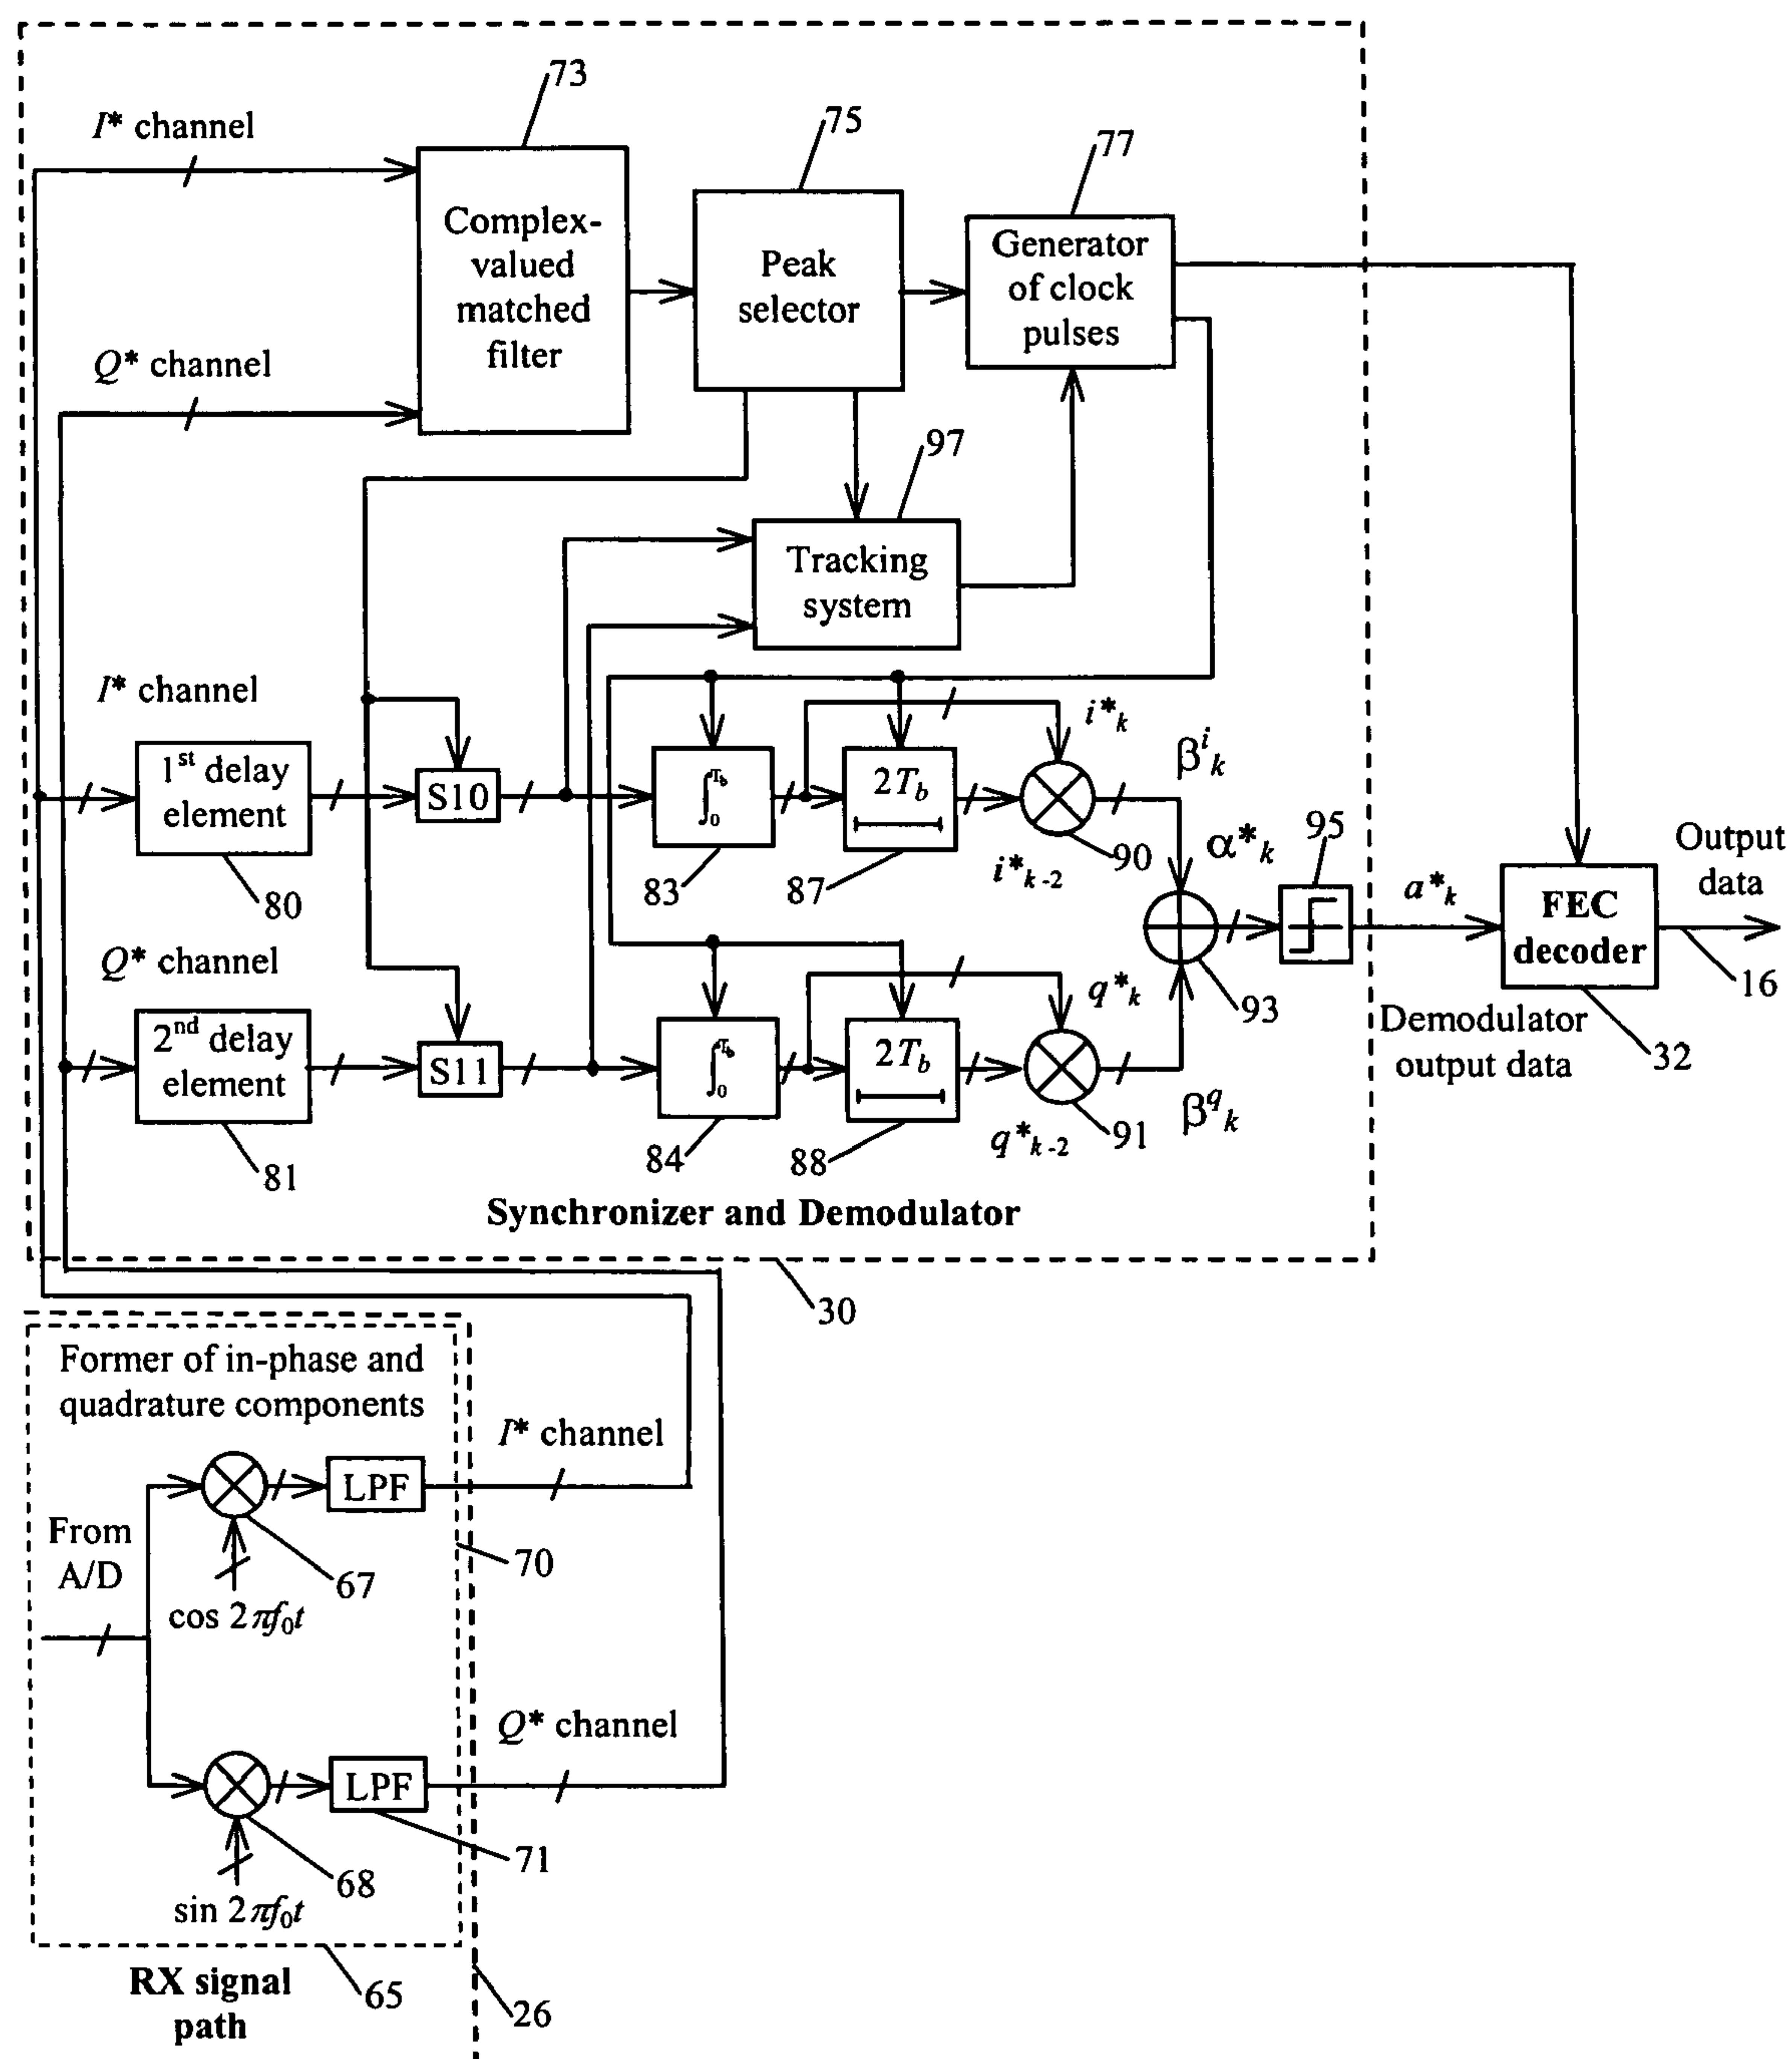 73
I* channel
75
77
Complex-
valued
matched
filter
Peak
selector
Generator
of clock
pulses
Q* channel
97
Tracking
system
I* channel
i*k
βik
1st delay
element
S10
∫0Tb
2Tb
90
α*k
95
Output
data
80
83
87
i*k-2
a*k
FEC
decoder
Q* channel
q*k
93
16
2nd delay
element
S11
∫0Tb
2Tb
Demodulator
output data
32
81
84
88
q*k-2
91
βqk
Synchronizer and Demodulator
30
Former of in-phase and
quadrature components
I* channel
LPF
From
A/D
67
70
cos 2πf0t
Q* channel
LPF
68
71
sin 2πf0t
RX signal
path
65
26